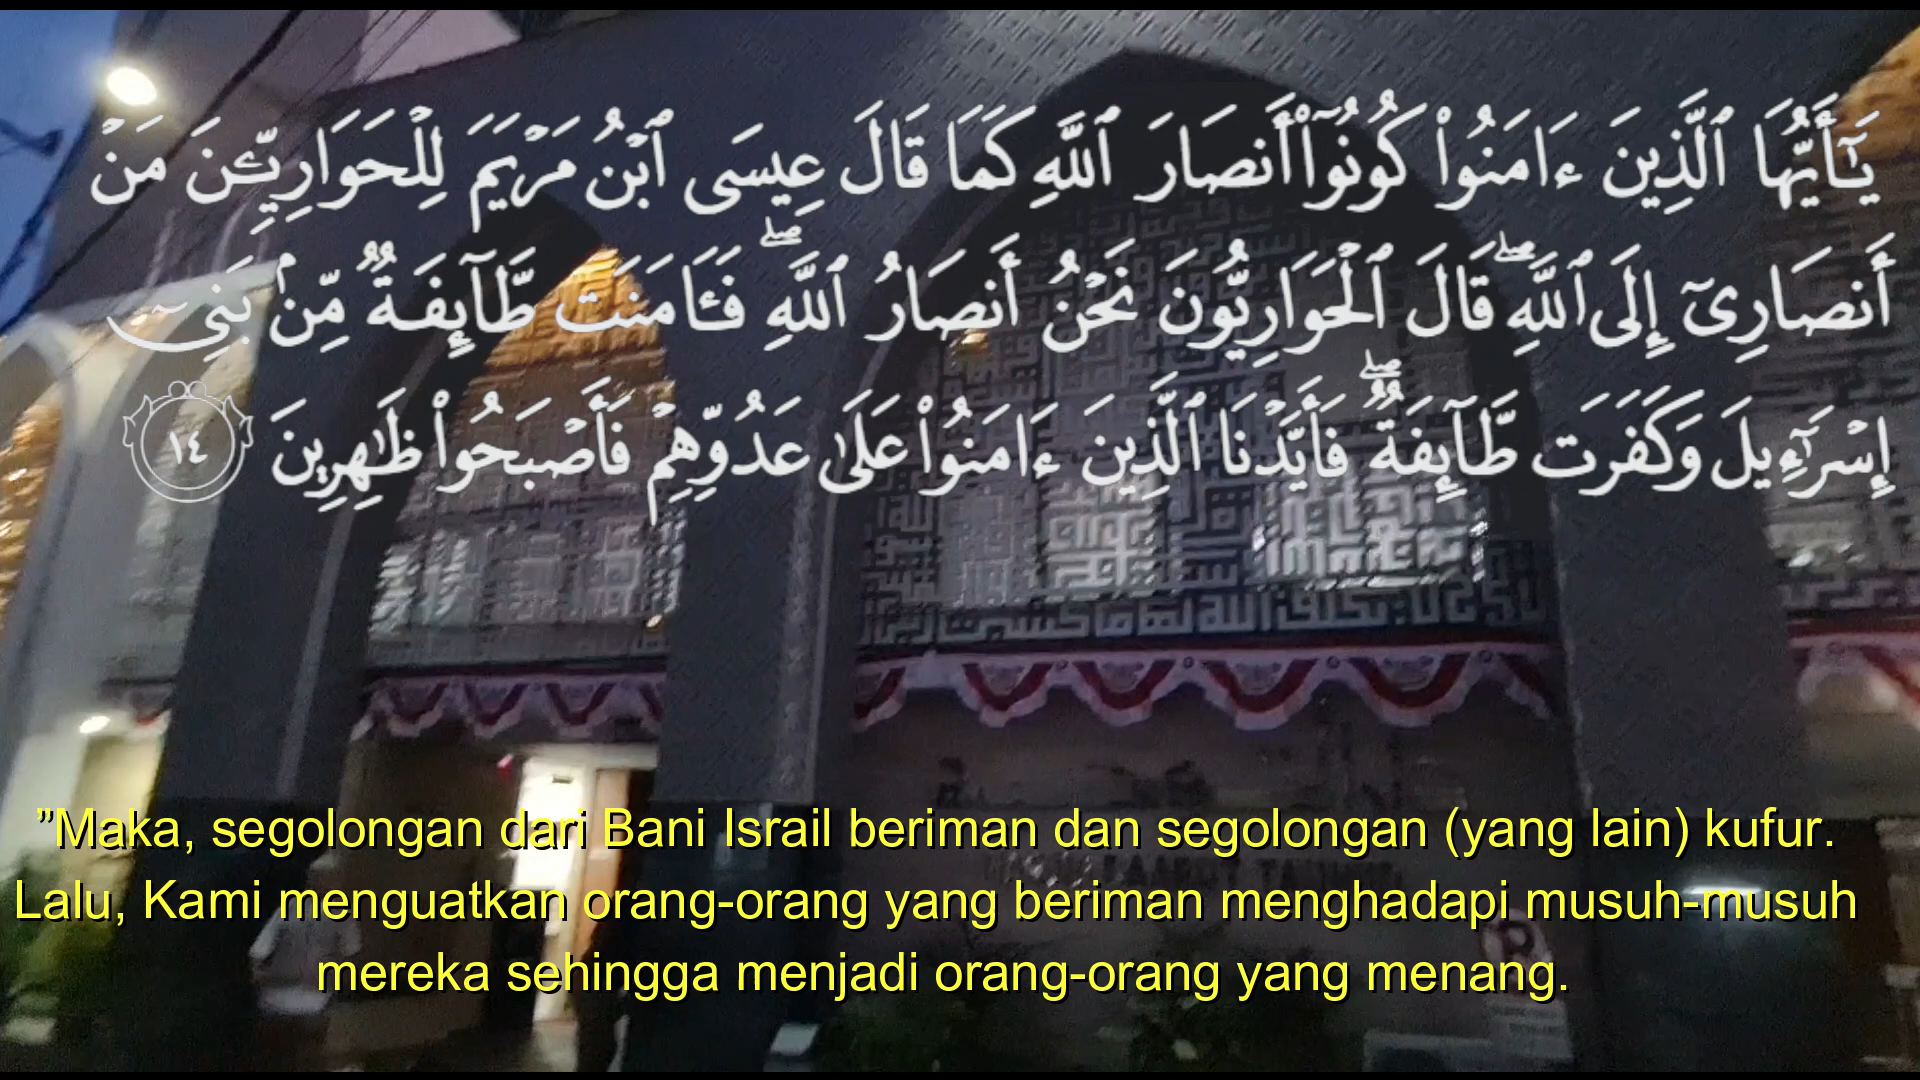 يَـٰٓأَيُّهَا ٱلَّذِينَ ءَامَنُوا۟ كُونُوٓا۟ أَنصَارَ ٱللَّهِ كَمَا قَالَ عِيسَى ٱبْنُ مَرْيَمَ لِلْحَوَارِيِّـۧنَ مَنْ
أَنصَارِىٓ إِلَى ٱللَّهِ ۖ قَالَ ٱلْحَوَارِيُّونَ نَحْنُ أَنصَارُ ٱللَّهِ ۖ فَـَٔامَنَت طَّآئِفَةٌ مِّنۢ بَنِىٓ
إِسْرَٰٓءِيلَ وَكَفَرَت طَّآئِفَةٌ ۖ فَأَيَّدْنَا ٱلَّذِينَ ءَامَنُوا۟ عَلَىٰ عَدُوِّهِمْ فَأَصْبَحُوا۟ ظَـٰهِرِينَ ١٤
"Maka, segolongan dari Bani Israil beriman dan segolongan (yang lain) kufur.
Lalu, Kami menguatkan orang-orang yang beriman menghadapi musuh-musuh
mereka sehingga menjadi orang-orang yang menang.